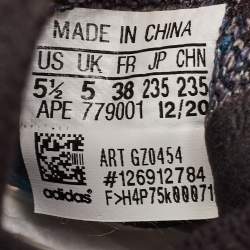 MADE IN CHINA
US UK FR JP CHN
5½ 5 38 235 235
APE 779001 12/20
ART GZ0454
#126912784
adidas F>H4P75k00071